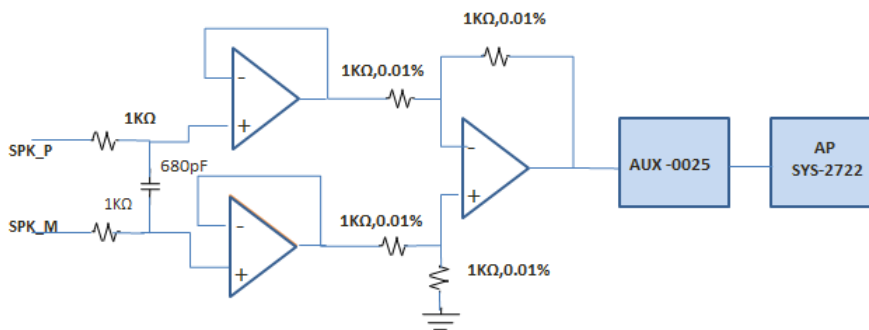 1KΩ,0.01%
1KΩ,0.01%
-
+
1KΩ
SPK_P
680pF
1KΩ
SPK_M
-
+
1KΩ,0.01%
-
+
1KΩ,0.01%
AUX -0025
AP
SYS-2722